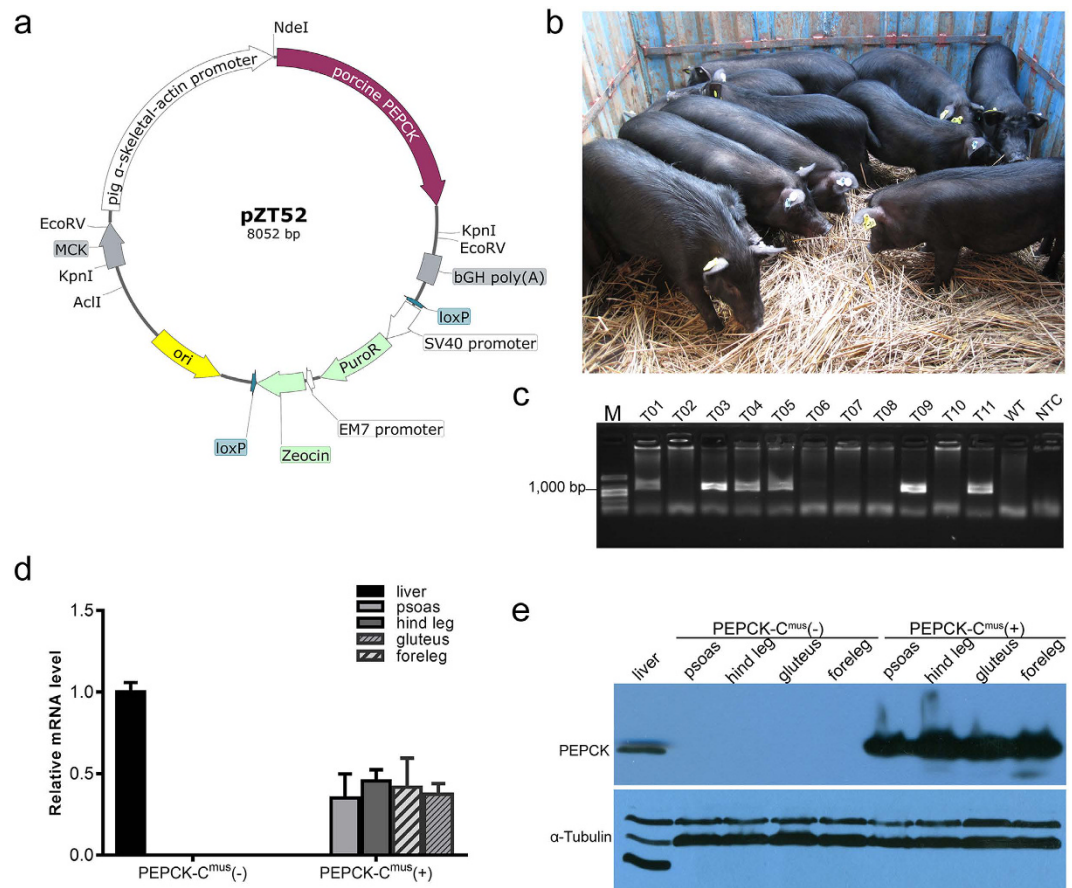 a
NdeI
pig α-skeletal-actin promoter
porcine PEPCK
pZT52
8052 bp
EcoRV
MCK
KpnI
AclI
KpnI
EcoRV
bGH poly(A)
loxP
SV40 promoter
PuroR
ori
EM7 promoter
loxP
Zeocin
b
c
M T01 T02 T03 T04 T05 T06 T07 T08 T09 T10 T11 WT NTC
1,000 bp
d
liver
psoas
hind leg
gluteus
foreleg
Relative mRNA level
1.5
1.0
0.5
0.0
PEPCK-Cmus(-) PEPCK-Cmus(+)
e
PEPCK-Cmus(-) PEPCK-Cmus(+)
liver psoas hind leg gluteus foreleg psoas hind leg gluteus foreleg
PEPCK
α-Tubulin